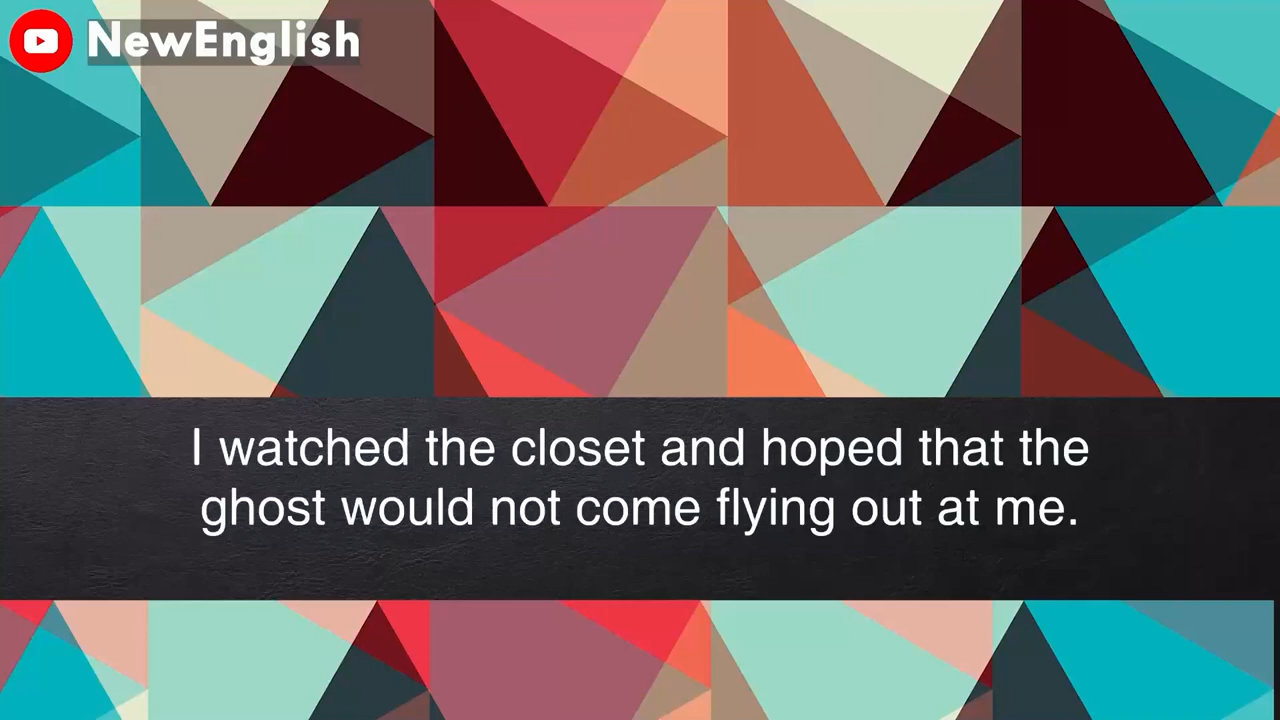 NewEnglish
I watched the closet and hoped that the
ghost would not come flying out at me.